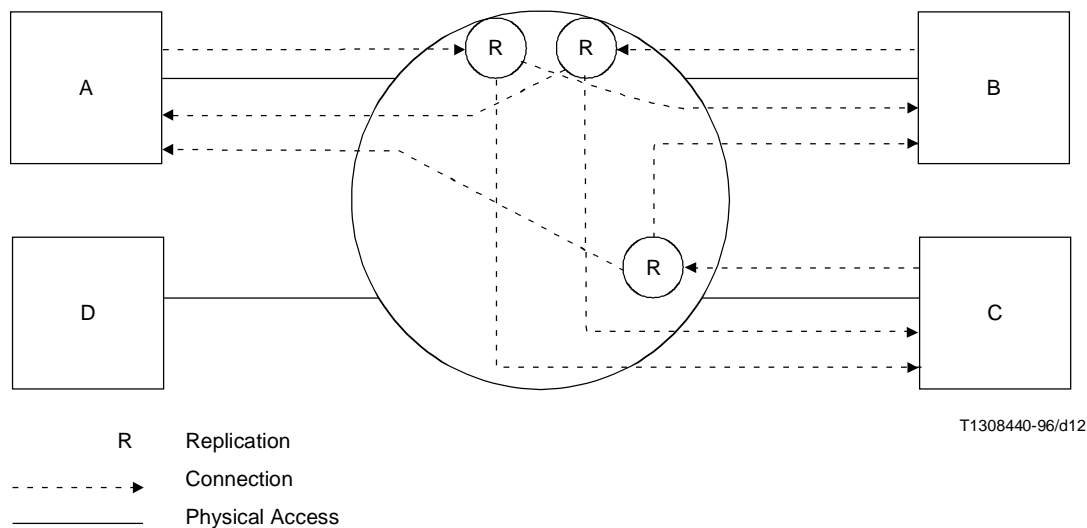 R R
A B
R
D C
T1308440-96/d12
R Replication
Connection
Physical Access